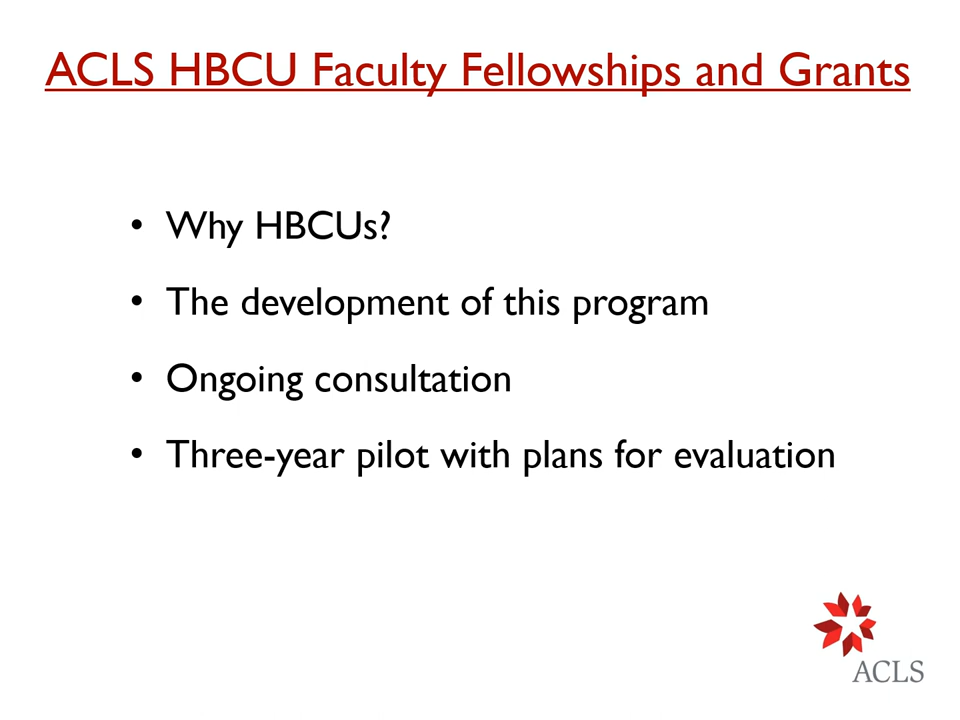 ACLS HBCU Faculty Fellowships and Grants
• Why HBCUs?
• The development of this program
• Ongoing consultation
• Three-year pilot with plans for evaluation
ACLS